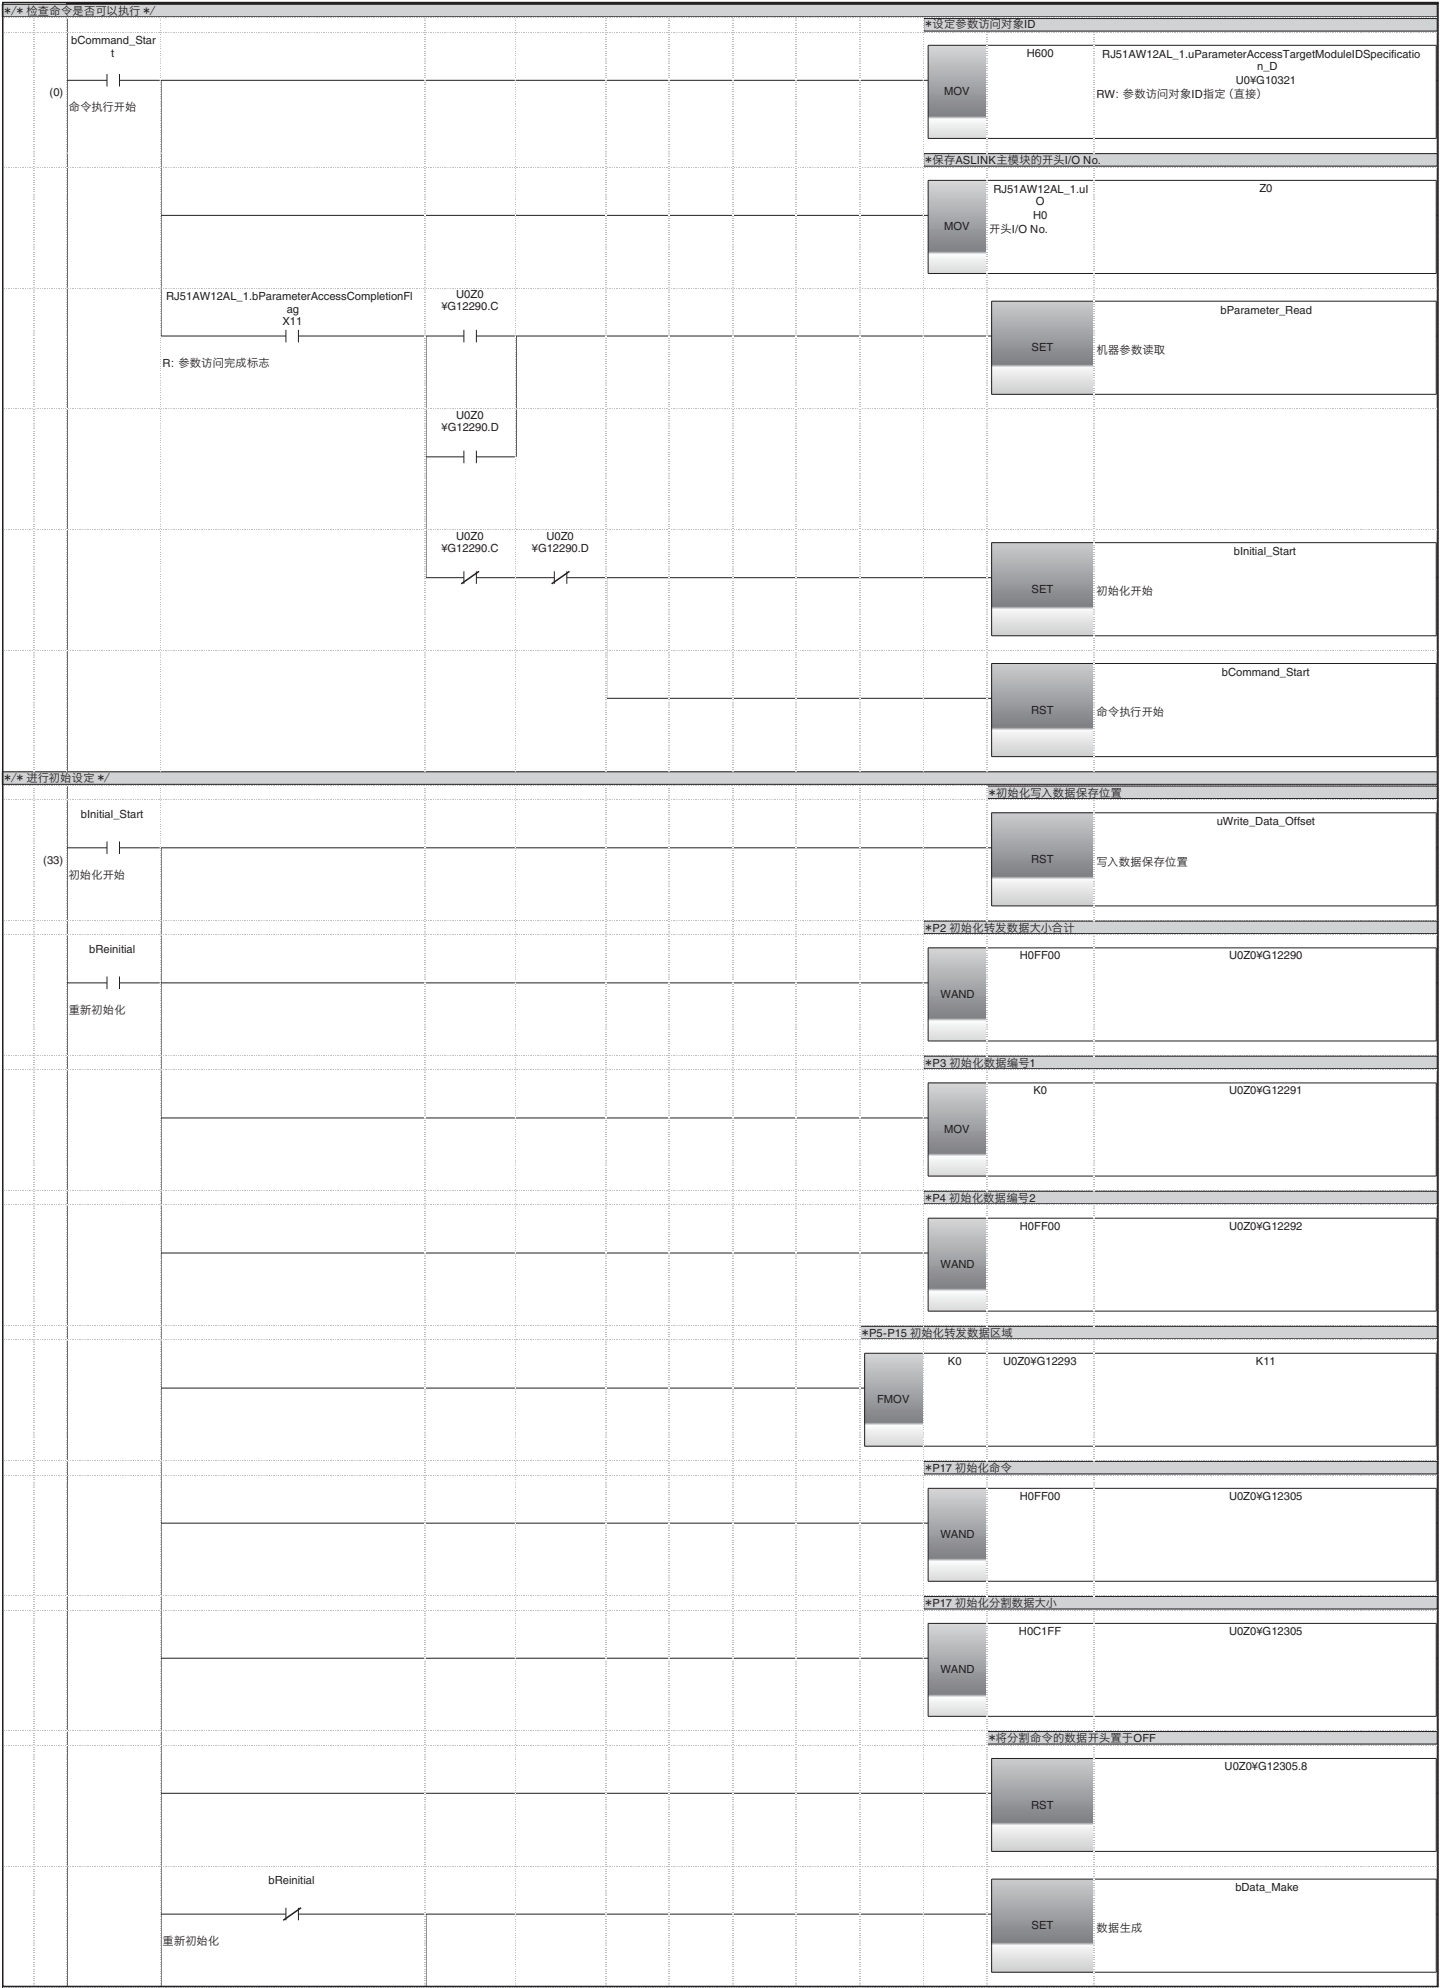 */* 检查命令是否可以执行 */
*设定参数访问对象ID
bCommand_Star
t
(0)
命令执行开始
MOV
H600
RJ51AW12AL_1.uParameterAccessTargetModuleIDSpecificatio
n_D
U0¥G10321
RW: 参数访问对象ID指定 (直接)
*保存ASLINK主模块的开头I/O No.
MOV
RJ51AW12AL_1.uI
O
H0
开头I/O No.
Z0
RJ51AW12AL_1.bParameterAccessCompletionFl
ag
X11
R: 参数访问完成标志
U0Z0
¥G12290.C
SET
bParameter_Read
机器参数读取
U0Z0
¥G12290.D
U0Z0
¥G12290.C
U0Z0
¥G12290.D
SET
bInitial_Start
初始化开始
RST
bCommand_Start
命令执行开始
*/* 进行初始设定 */
*初始化写入数据保存位置
bInitial_Start
(33)
初始化开始
RST
uWrite_Data_Offset
写入数据保存位置
*P2 初始化转发数据大小合计
bReinitial
重新初始化
WAND
H0FF00
U0Z0¥G12290
*P3 初始化数据编号1
MOV
K0
U0Z0¥G12291
*P4 初始化数据编号2
WAND
H0FF00
U0Z0¥G12292
*P5-P15 初始化转发数据区域
FMOV
K0
U0Z0¥G12293
K11
*P17 初始化命令
WAND
H0FF00
U0Z0¥G12305
*P17 初始化分割数据大小
WAND
H0C1FF
U0Z0¥G12305
*将分割命令的数据开头置于OFF
RST
U0Z0¥G12305.8
bReinitial
重新初始化
SET
bData_Make
数据生成